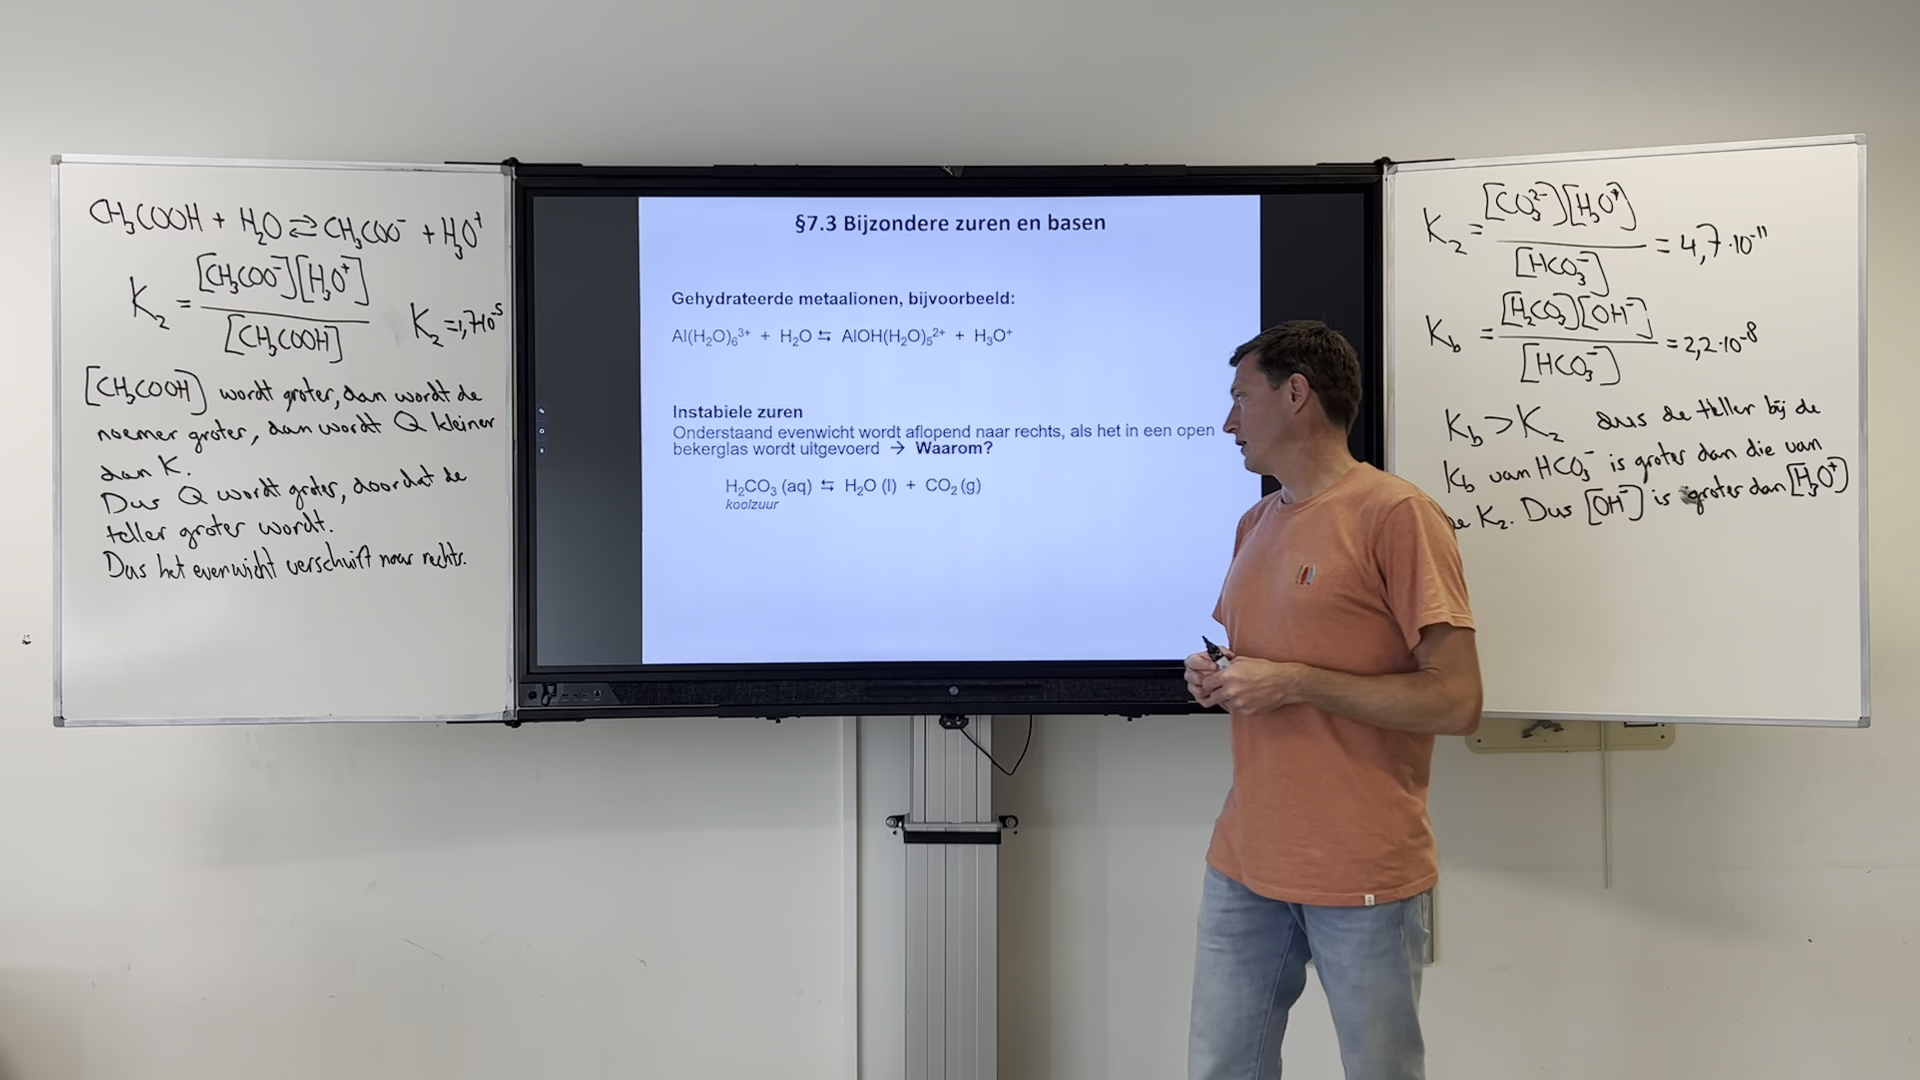 CH₃COOH + H₂O ⇄ CH₃COO⁻ + H₃O⁺
K₂ = [CH₃COO⁻][H₃O⁺] / [CH₃COOH]
K₂ = 1,7·10⁻⁵
[CH₃COOH] wordt groter, dan wordt de
noemer groter, dan wordt Q kleiner
dan K.
Dus Q wordt groter, doordat de
teller groter wordt.
Dus het evenwicht verschuift naar rechts.
§7.3 Bijzondere zuren en basen
Gehydrateerde metaalionen, bijvoorbeeld:
Al(H₂O)₆³⁺ + H₂O ⇆ AlOH(H₂O)₅²⁺ + H₃O⁺
Instabiele zuren
Onderstaand evenwicht wordt aflopend naar rechts, als het in een open
bekerglas wordt uitgevoerd → Waarom?
H₂CO₃ (aq) ⇆ H₂O (l) + CO₂ (g)
koolzuur
K₂ = [CO₃²⁻][H₃O⁺] / [HCO₃⁻] = 4,7·10⁻¹¹
K_b = [H₂CO₃][OH⁻] / [HCO₃⁻] = 2,2·10⁻⁸
K_b > K₂ dus de teller bij de
K_b van HCO₃⁻ is groter dan die van
K₂. Dus [OH⁻] is groter dan [H₃O⁺]